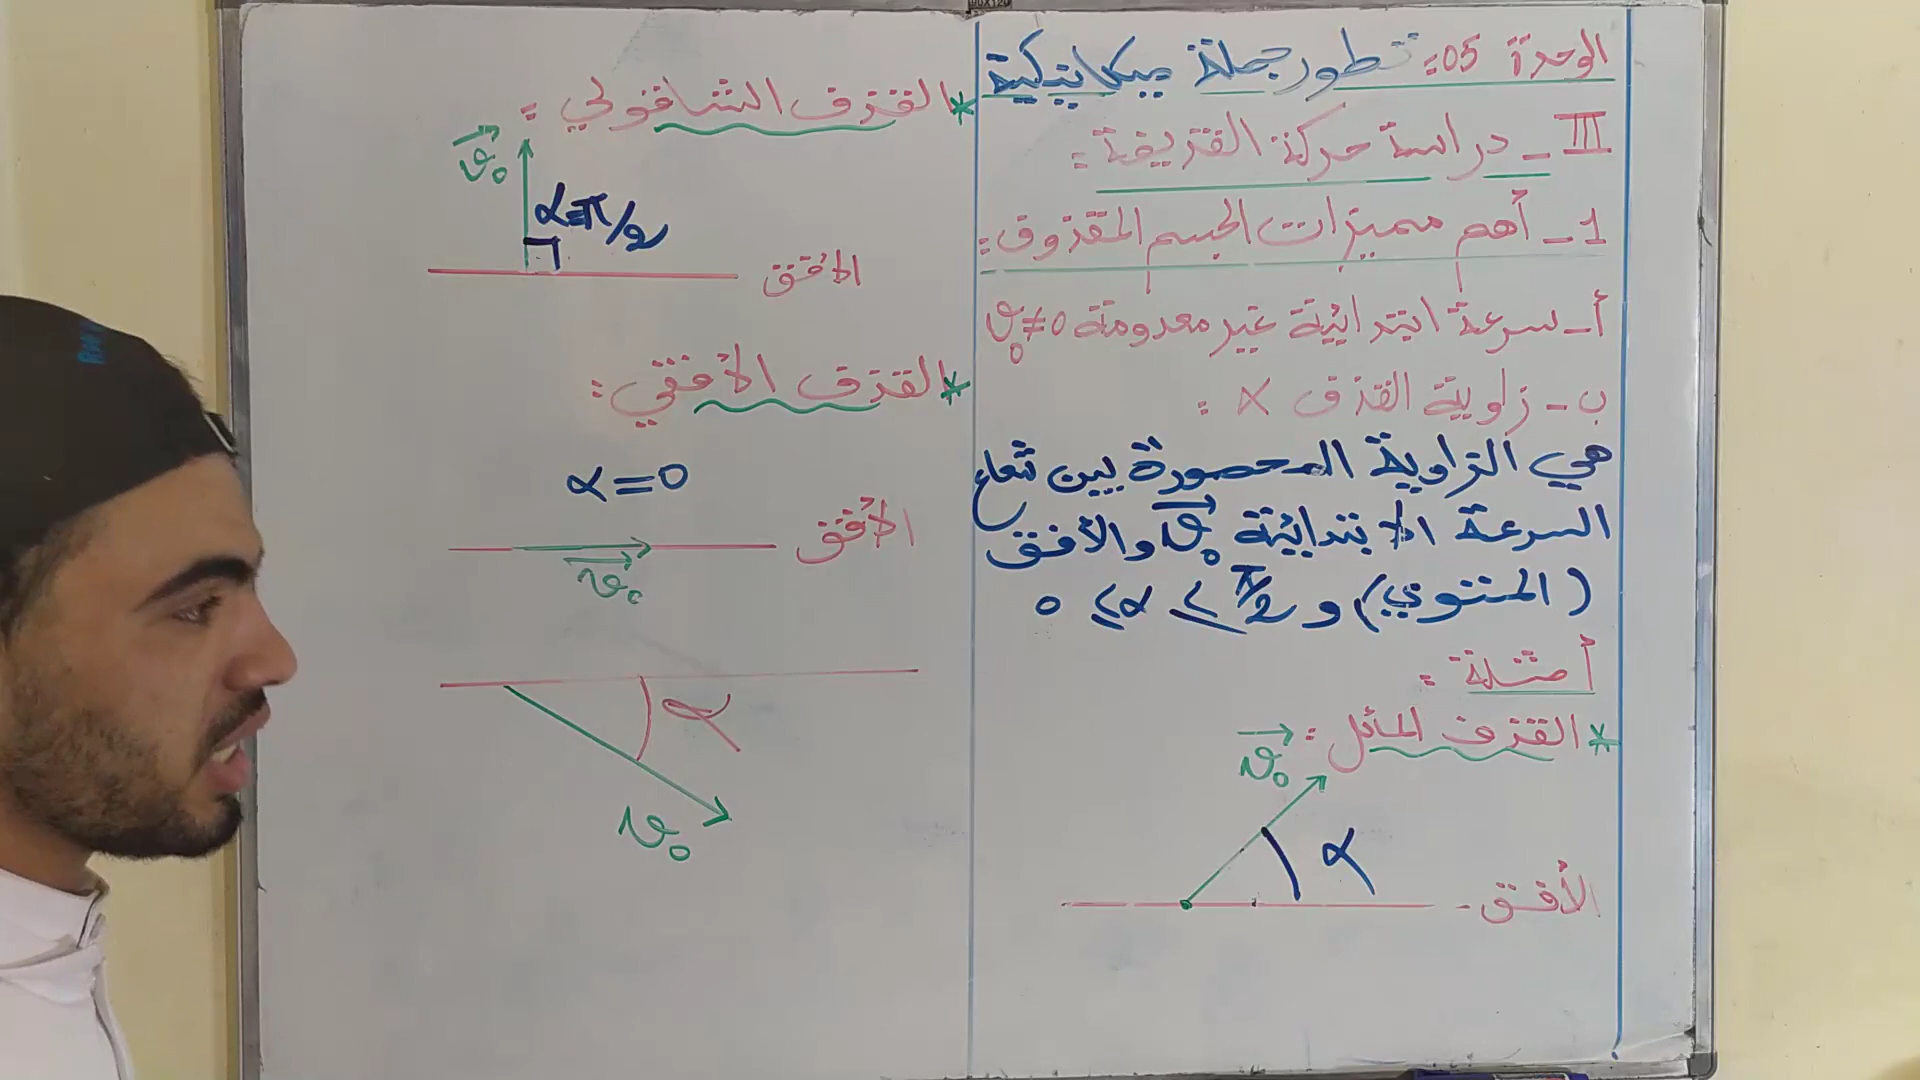 الوحدة 05: تطور جملة ميكانيكية
III - دراسة حركة القذيفة:
1- أهم مميزات الجسم المقذوف:
أ- سرعة ابتدائية غير معدومة v₀≠0
ب- زاوية القذف α:
هي الزاوية المحصورة بين شعاع
السرعة الابتدائية v₀ والأفق
(المستوي) و 0 ≤ α ≤ π/2
أمثلة:
* القذف المائل:
v₀
α
الأفق
* القذف الشاقولي:
v₀
α=π/2
الأفق
* القذف الأفقي:
α=0
الأفق
v₀
α
v₀